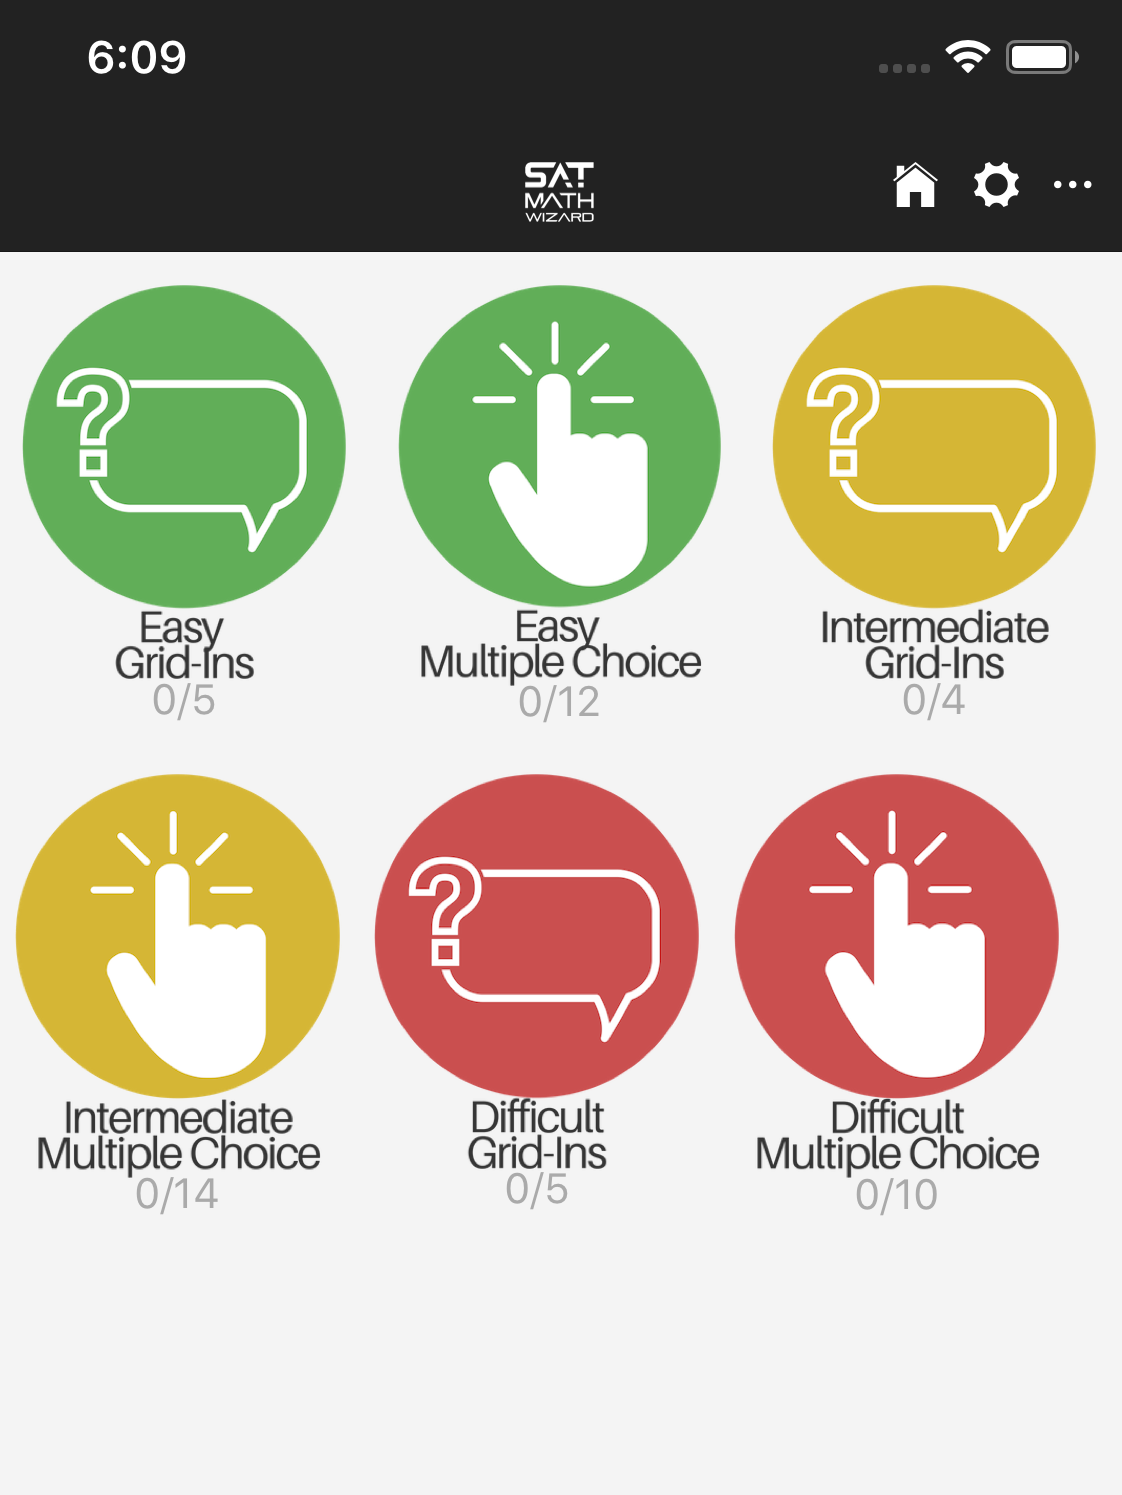 6:09
SAT
MATH
WIZARD
?
?
Easy
Grid-Ins
0/5
Easy
Multiple Choice
0/12
Intermediate
Grid-Ins
0/4
?
Intermediate
Multiple Choice
0/14
Difficult
Grid-Ins
0/5
Difficult
Multiple Choice
0/10